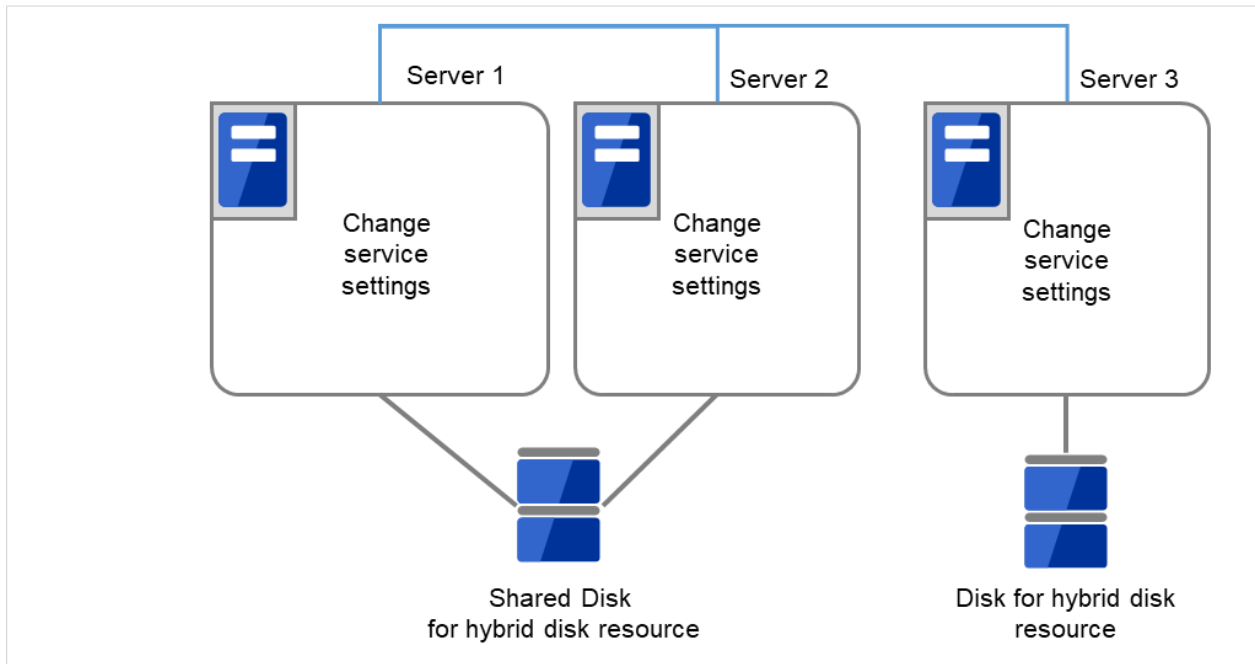 Server 1
Server 2
Server 3
Change
service
settings
Change
service
settings
Change
service
settings
Shared Disk
for hybrid disk resource
Disk for hybrid disk
resource